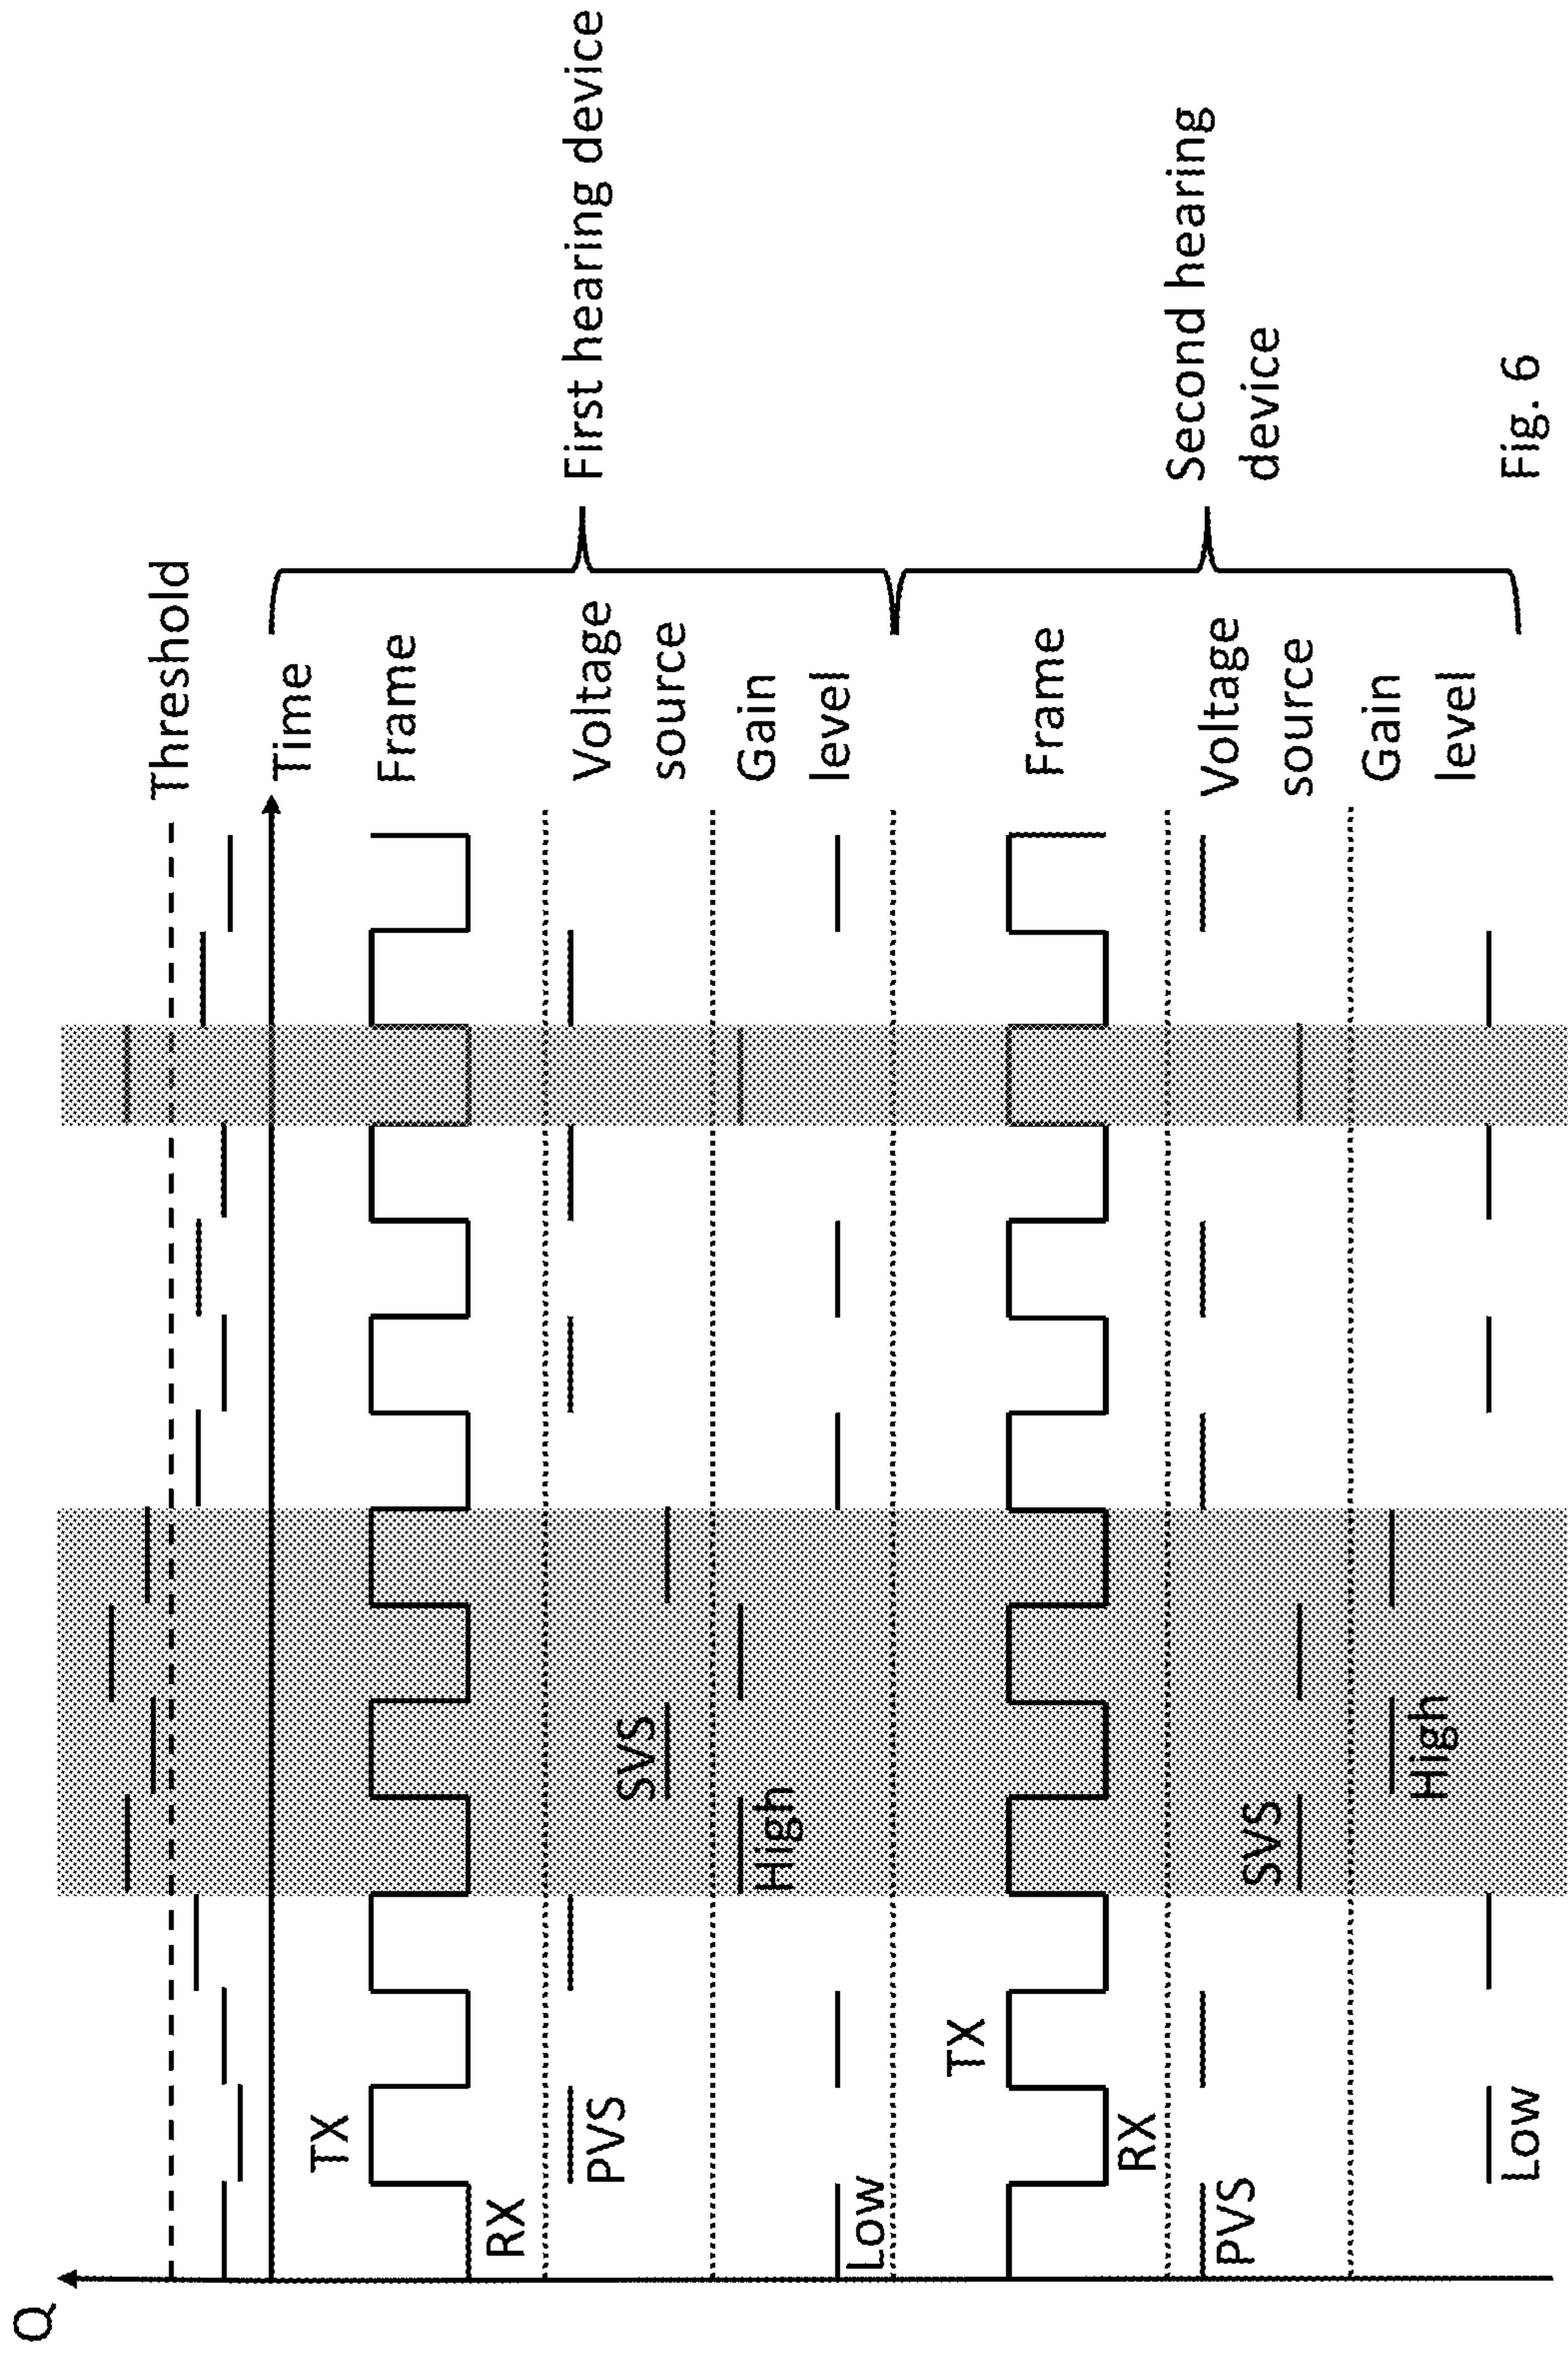 Q
Threshold
Time
TX
RX
Frame
PVS
SVS
Voltage
source
Low
High
Gain
level
First hearing device
TX
RX
Frame
PVS
SVS
Voltage
source
Low
High
Gain
level
Second hearing
device
Fig. 6